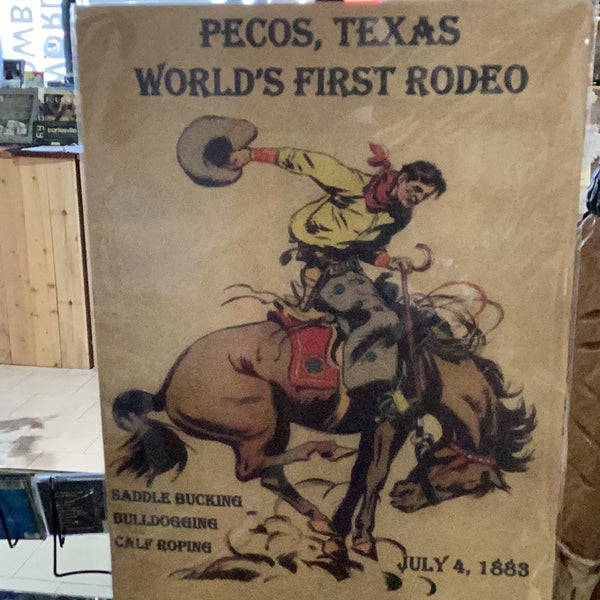 PECOS, TEXAS
WORLD'S FIRST RODEO
SADDLE BUCKING
BULLDOGGING
CALF ROPING
JULY 4, 1883